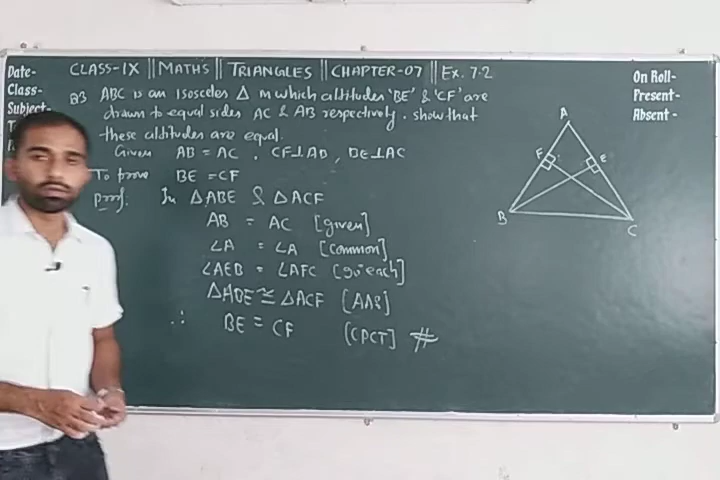 Date-
Class-
Subject-
CLASS-IX || MATHS || TRIANGLES || CHAPTER-07 || Ex. 7.2
On Roll-
Present-
Absent-
Q3 ABC is an Isosceles Δ in which altitudes 'BE' & 'CF' are
drawn to equal sides AC & AB respectively. show that
these altitudes are equal.
Given AB = AC, CF⊥AB, BE⊥AC
To prove BE = CF
Proof. In ΔABE & ΔACF
AB = AC [given]
∠A = ∠A [common]
∠AEB = ∠AFC [90° each]
ΔABE ≅ ΔACF [AAS]
∴ BE = CF [CPCT] #
A
F E
B C